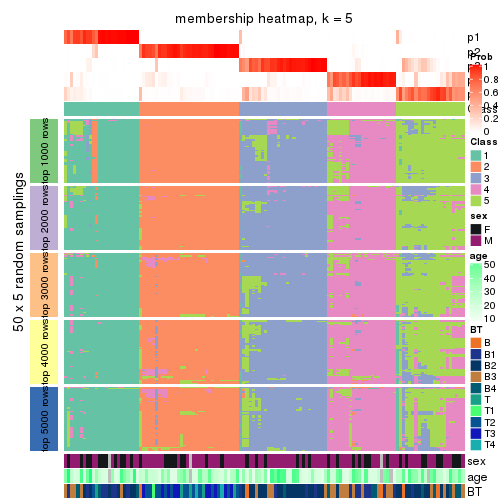 membership heatmap, k = 5
p1
p2
Prob
1
0.8
0.6
0.4
0.2
0
Class
1
2
3
4
5
sex
F
M
age
50
40
30
20
10
BT
B
B1
B2
B3
B4
T
T1
T2
T3
T4
50 x 5 random samplings
top 1000 rows
top 2000 rows
top 3000 rows
top 4000 rows
top 5000 rows
sex
age
BT